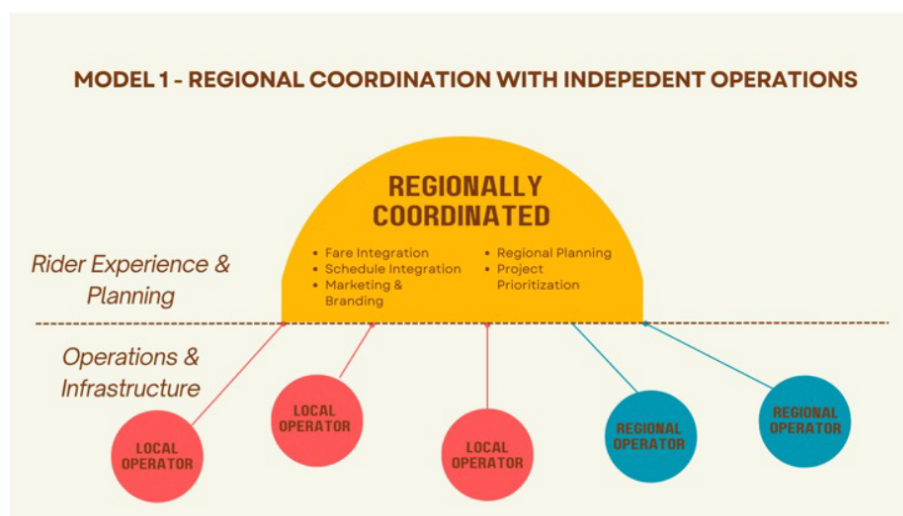 MODEL 1 - REGIONAL COORDINATION WITH INDEPEDENT OPERATIONS
REGIONALLY
COORDINATED
• Fare Integration
• Schedule Integration
• Marketing &
Branding
• Regional Planning
• Project
Prioritization
Rider Experience &
Planning
Operations &
Infrastructure
LOCAL
OPERATOR
LOCAL
OPERATOR
LOCAL
OPERATOR
REGIONAL
OPERATOR
REGIONAL
OPERATOR